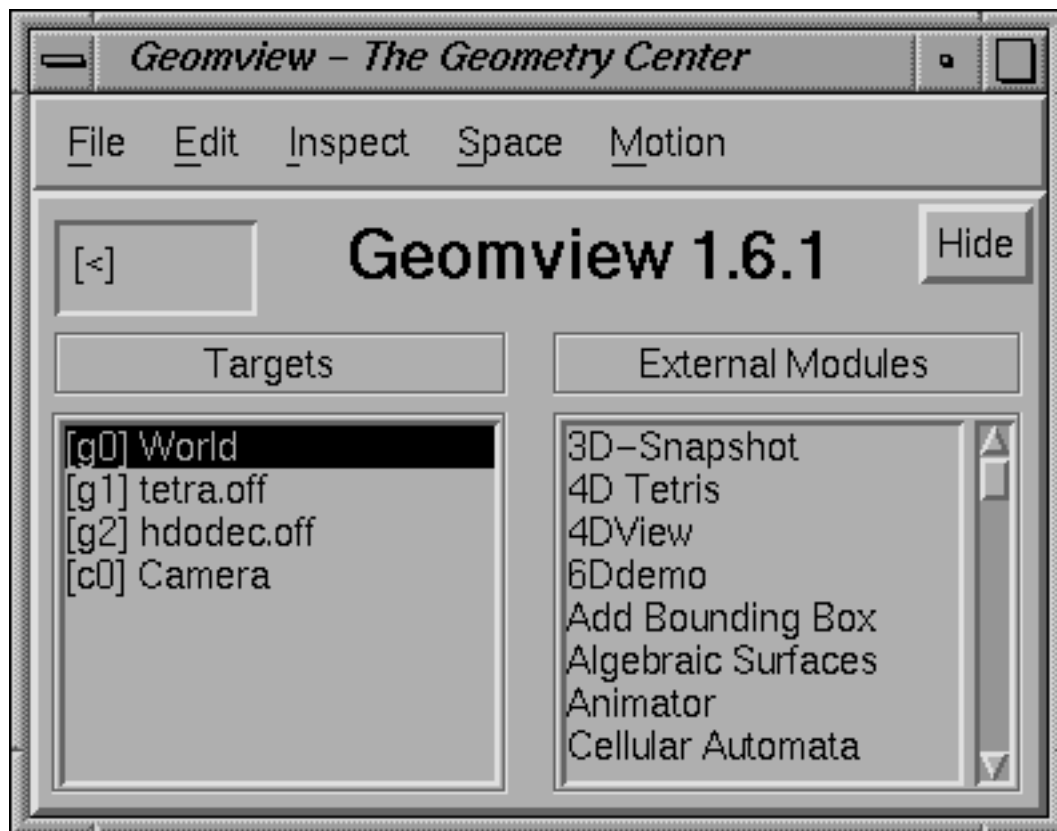 Geomview – The Geometry Center
File Edit Inspect Space Motion
[<] Geomview 1.6.1 Hide
Targets
[g0] World
[g1] tetra.off
[g2] hdodec.off
[c0] Camera
External Modules
3D–Snapshot
4D Tetris
4DView
6Ddemo
Add Bounding Box
Algebraic Surfaces
Animator
Cellular Automata